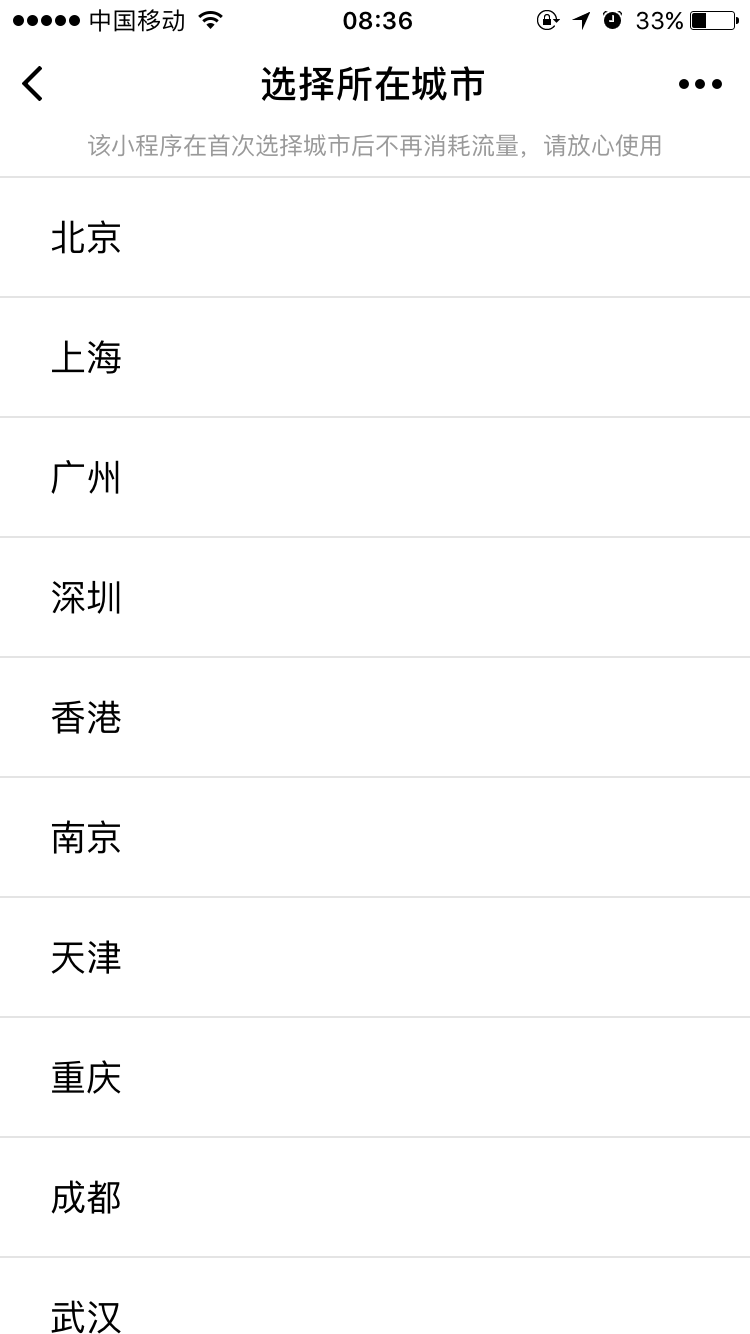 中国移动 08:36 33%
选择所在城市
该小程序在首次选择城市后不再消耗流量，请放心使用
北京
上海
广州
深圳
香港
南京
天津
重庆
成都
武汉